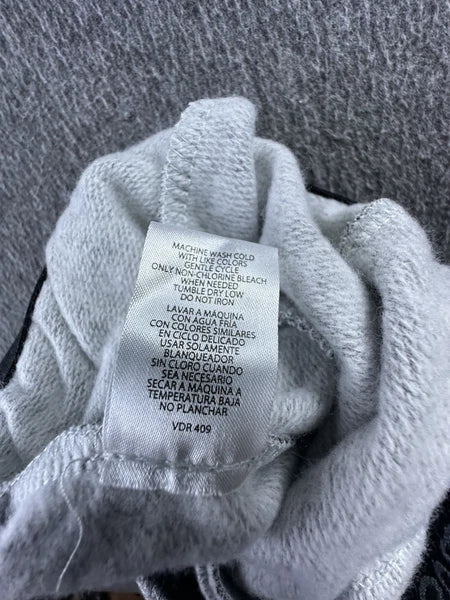 MACHINE WASH COLD
WITH LIKE COLORS
GENTLE CYCLE
ONLY NON-CHLORINE BLEACH
WHEN NEEDED
TUMBLE DRY LOW
DO NOT IRON
LAVAR A MÁQUINA
CON AGUA FRÍA
CON COLORES SIMILARES
EN CICLO DELICADO
USAR SOLAMENTE
BLANQUEADOR
SIN CLORO CUANDO
SEA NECESARIO
SECAR A MÁQUINA A
TEMPERATURA BAJA
NO PLANCHAR
VDR 409